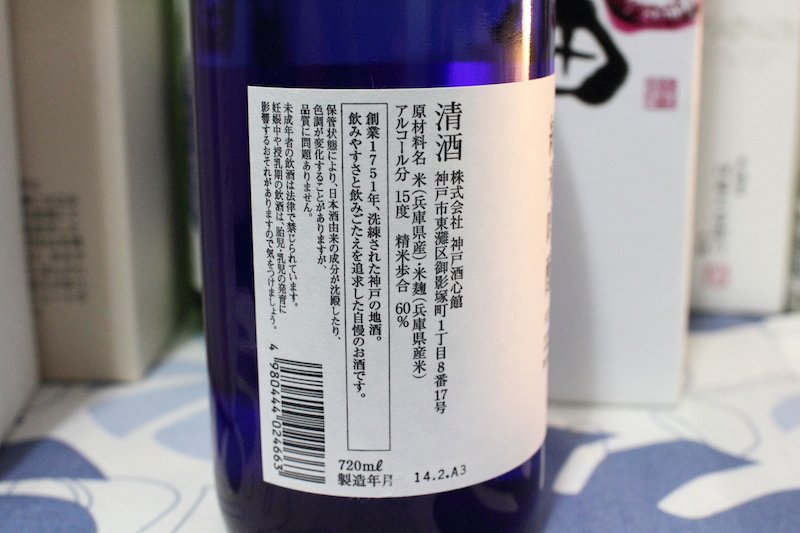 清酒
株式会社 神戸酒心館
神戸市東灘区御影塚町1丁目8番17号
原材料名 米(兵庫県産)・米麹(兵庫県産米)
アルコール分 15度 精米歩合 60%
創業1751年、洗練された神戸の地酒。
飲みやすさと飲みごたえを追求した自慢のお酒です。
保管状態により、日本酒由来の成分が沈殿したり、
色調が変化することがありますが、
品質に問題ありません。
未成年者の飲酒は法律で禁じられています。
妊娠中や授乳期の飲酒は、胎児・乳児の発育に
影響するおそれがありますので気をつけましょう。
4 980444 024663
720mℓ
製造年月 14.2.A3